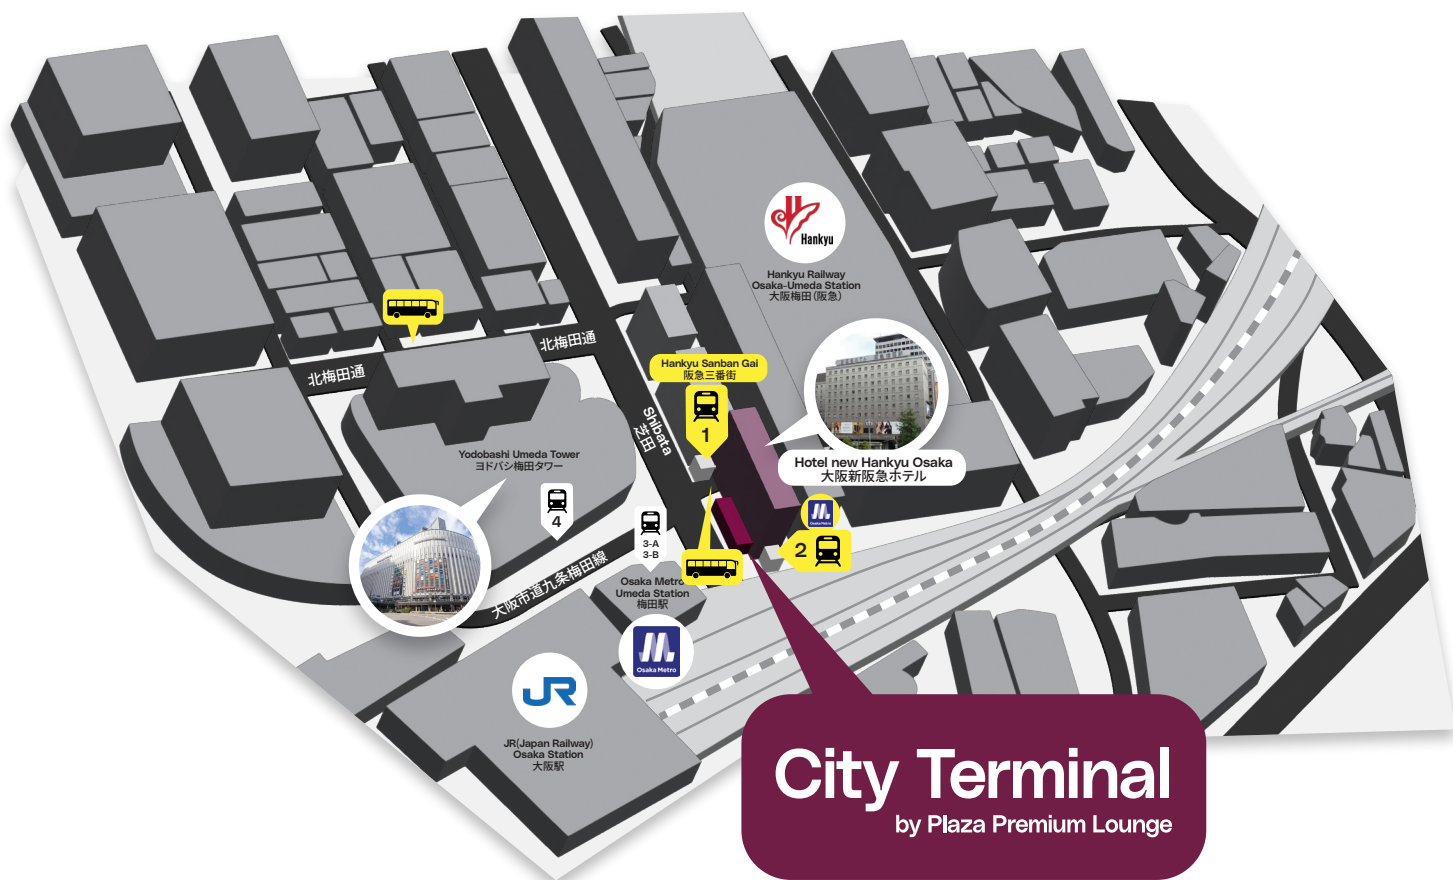 Hankyu
Hankyu Railway
Osaka-Umeda Station
大阪梅田(阪急)
北梅田通
北梅田通
Hankyu Sanban Gai
阪急三番街
1
Shibata
芝田
Yodobashi Umeda Tower
ヨドバシ梅田タワー
Hotel new Hankyu Osaka
大阪新阪急ホテル
4
3-A
3-B
Osaka Metro
2
大阪市道九条梅田線
Osaka Metro
Umeda Station
梅田駅
Osaka Metro
JR
JR(Japan Railway)
Osaka Station
大阪駅
City Terminal
by Plaza Premium Lounge